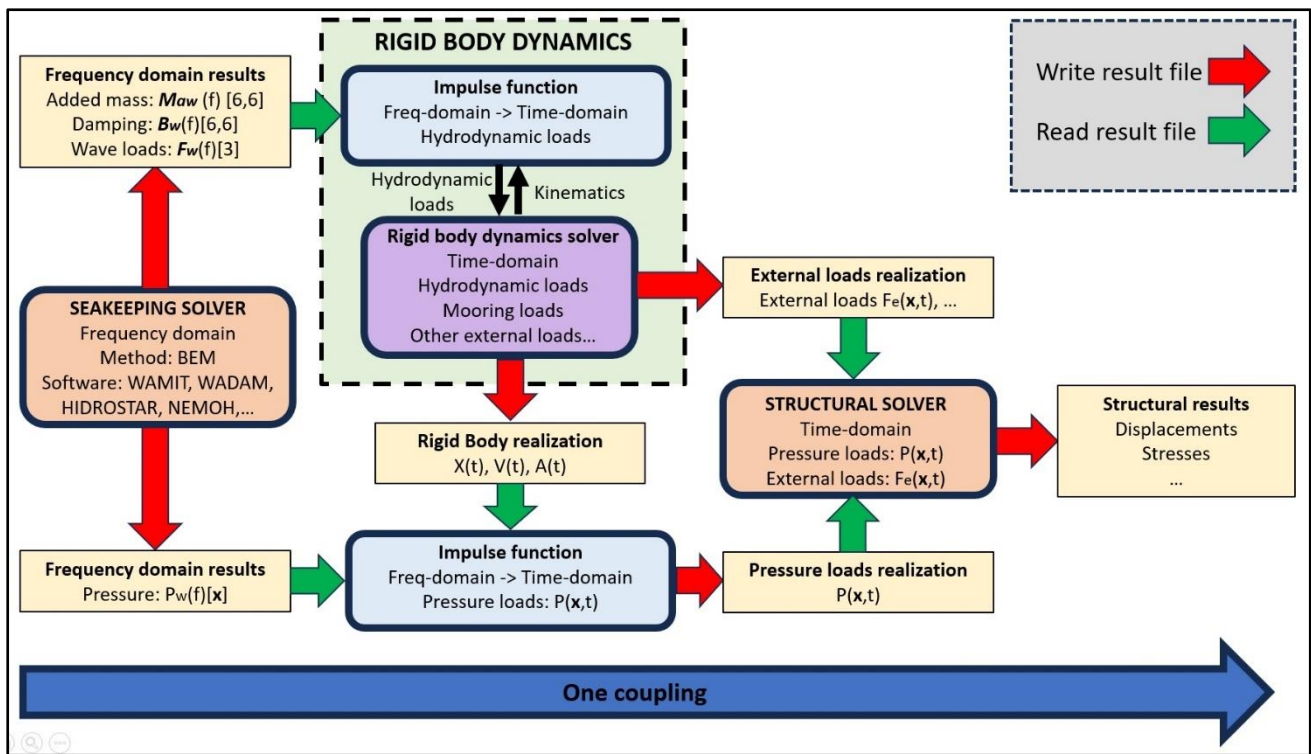 RIGID BODY DYNAMICS
Frequency domain results
Added mass: Maw (f) [6,6]
Damping: Bw(f)[6,6]
Wave loads: Fw(f)[3]
Impulse function
Freq-domain -> Time-domain
Hydrodynamic loads
Write result file
Read result file
Hydrodynamic
loads
Kinematics
Rigid body dynamics solver
Time-domain
Hydrodynamic loads
Mooring loads
Other external loads...
External loads realization
External loads Fe(x,t), ...
SEAKEEPING SOLVER
Frequency domain
Method: BEM
Software: WAMIT, WADAM,
HIDROSTAR, NEMOH,...
Rigid Body realization
X(t), V(t), A(t)
STRUCTURAL SOLVER
Time-domain
Pressure loads: P(x,t)
External loads: Fe(x,t)
Structural results
Displacements
Stresses
...
Frequency domain results
Pressure: Pw(f)[x]
Impulse function
Freq-domain -> Time-domain
Pressure loads: P(x,t)
Pressure loads realization
P(x,t)
One coupling